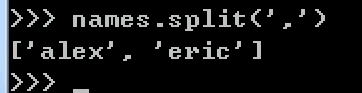 >>> names.split(',')
['alex', 'eric']
>>> _